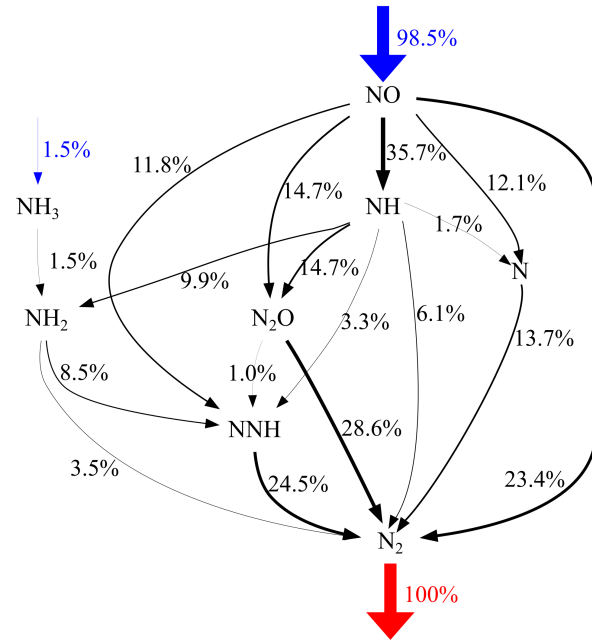 98.5%
NO
1.5%
11.8%
35.7%
14.7%
12.1%
NH₃
NH
1.7%
1.5%
9.9%
14.7%
N
NH₂
N₂O
3.3%
6.1%
13.7%
8.5%
1.0%
NNH
28.6%
3.5%
24.5%
23.4%
N₂
100%